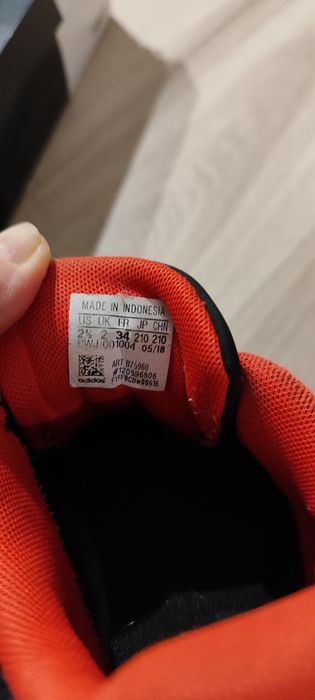 MADE IN INDONESIA
US UK FR JP CHN
2½ 2 34 210 210
PWJ 001004 05/18
ART B75960
#120596506
adidas